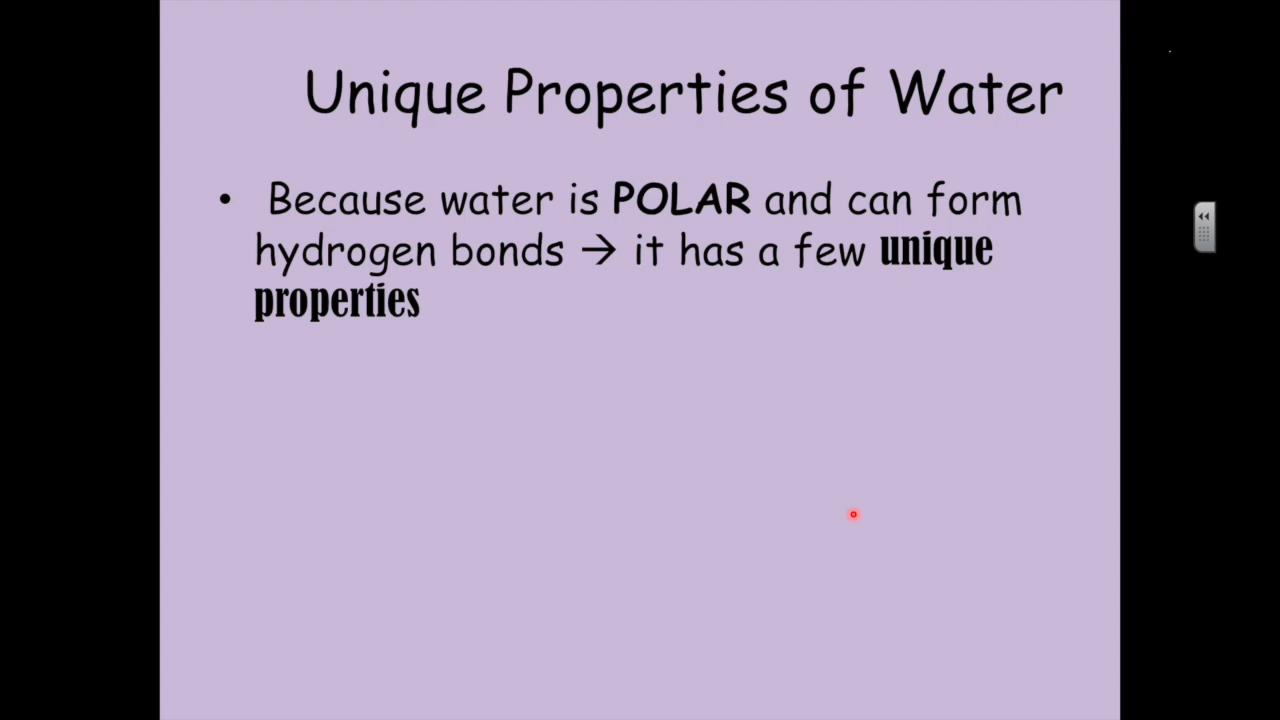 Unique Properties of Water
• Because water is POLAR and can form
hydrogen bonds → it has a few unique
properties